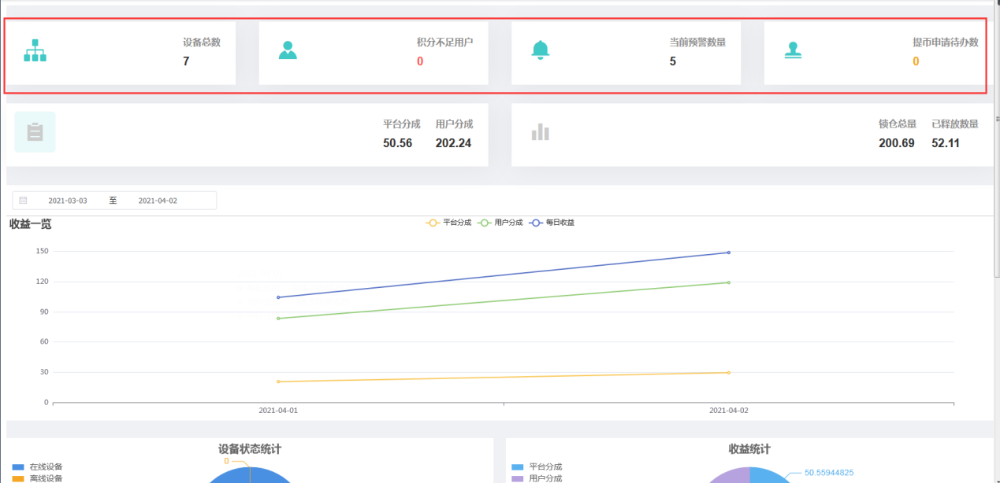 设备总数
7
积分不足用户
0
当前预警数量
5
提币申请待办数
0
平台分成 用户分成
50.56 202.24
锁仓总量 已释放数量
200.69 52.11
2021-03-03 至 2021-04-02
收益一览
平台分成 用户分成 每日收益
150
120
90
60
30
0
2021-04-01 2021-04-02
设备状态统计
0
在线设备
离线设备
收益统计
平台分成
用户分成
50.55944825